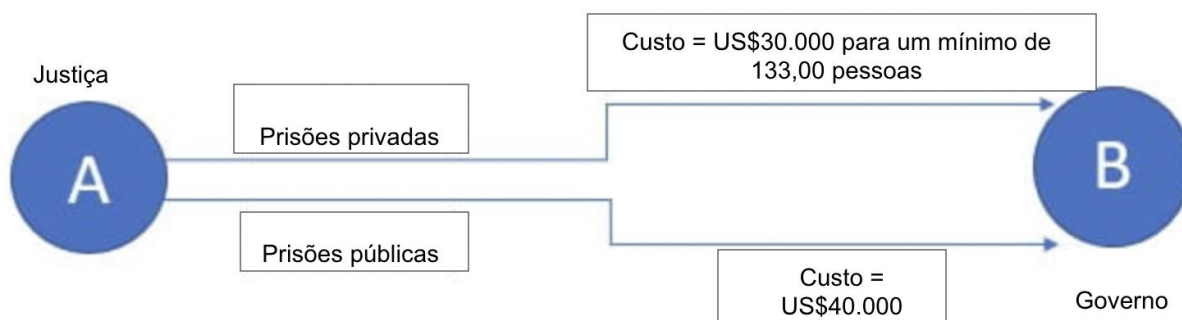 Custo = US$30.000 para um mínimo de
133,00 pessoas
Justiça
Prisões privadas
A
B
Prisões públicas
Custo =
US$40.000
Governo